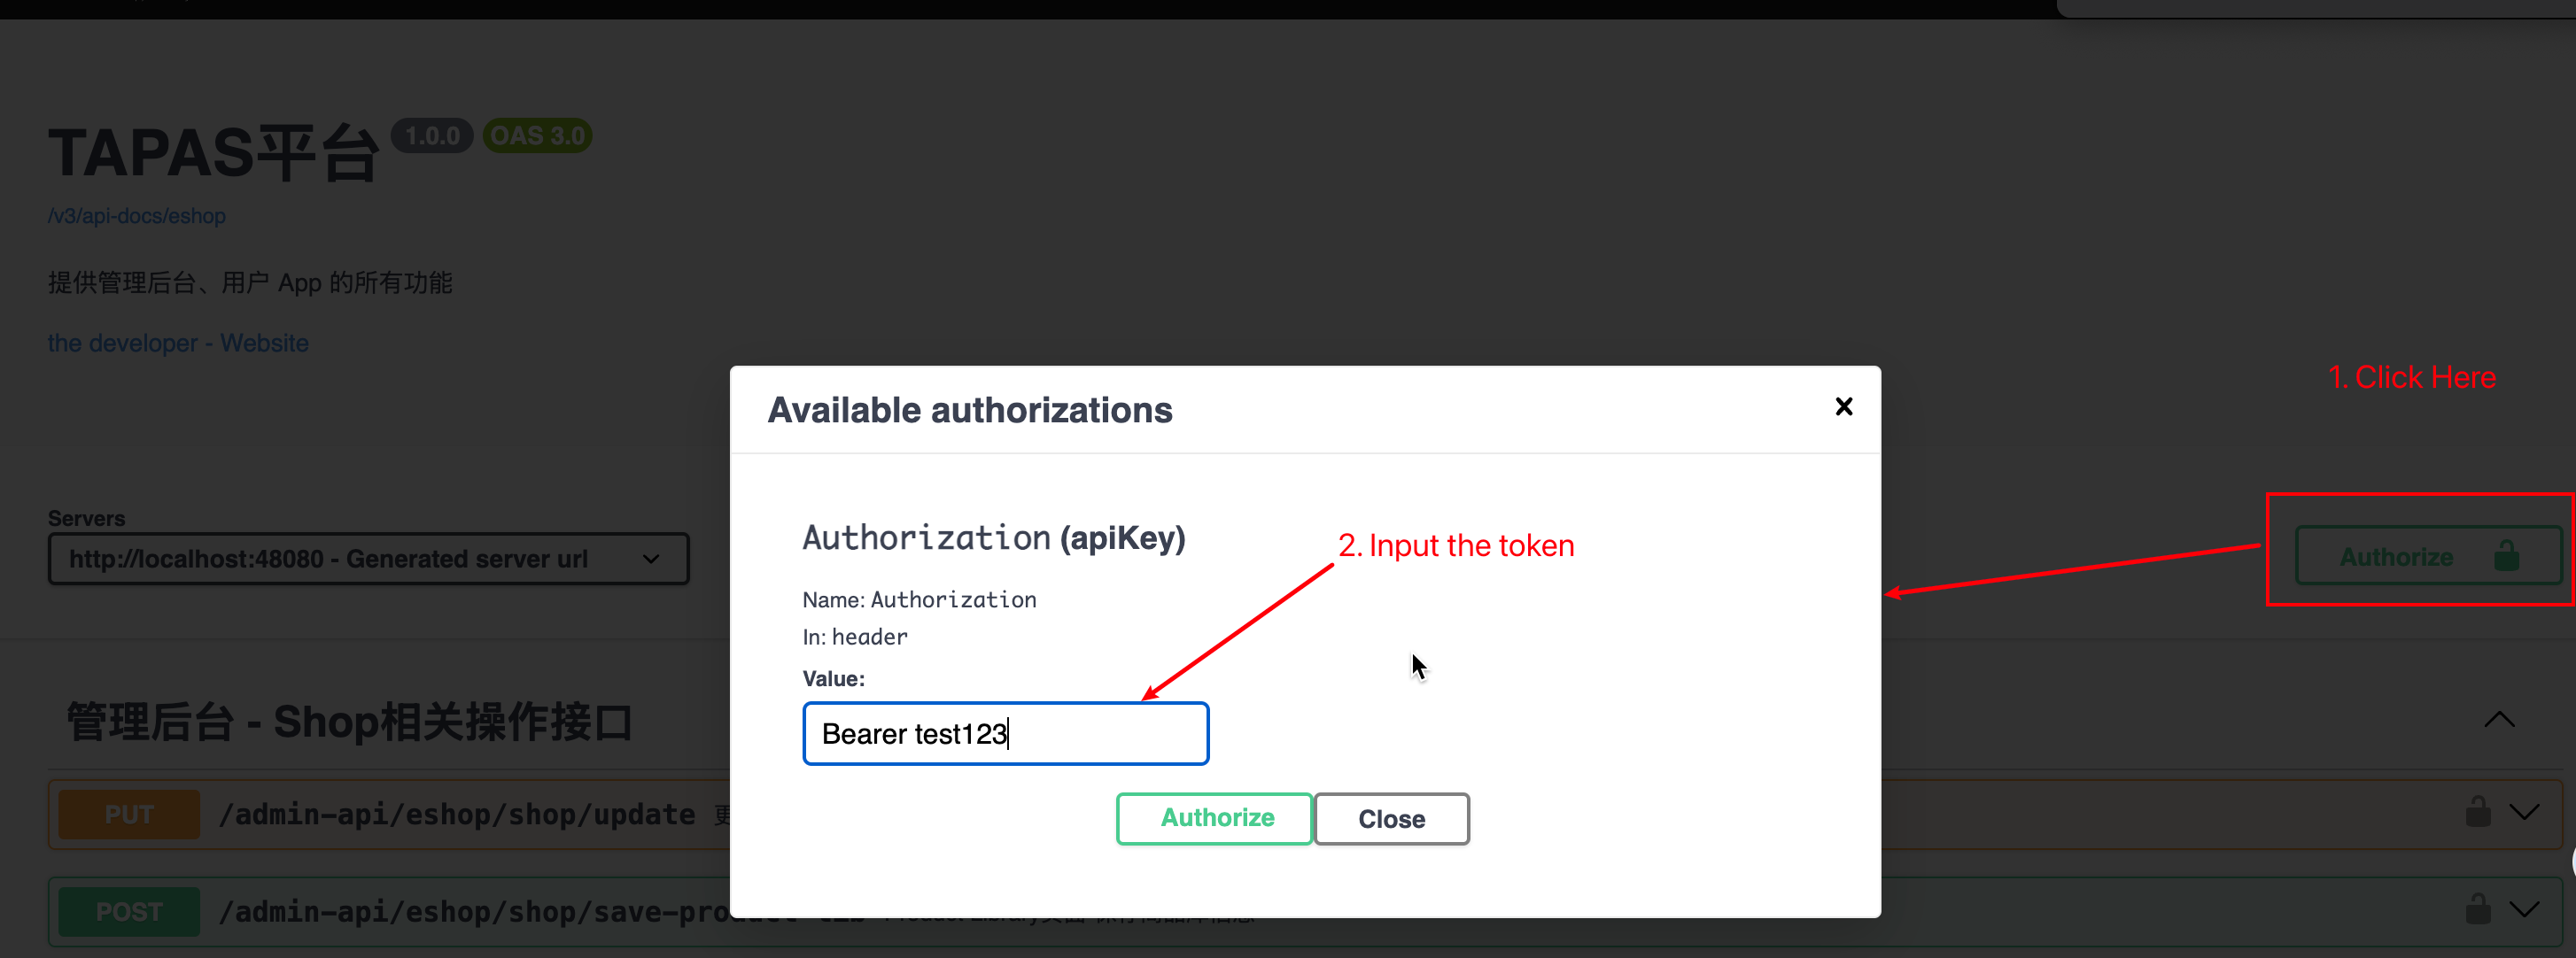 TAPAS平台 1.0.0 OAS 3.0
/v3/api-docs/eshop
提供管理后台、用户 App 的所有功能
the developer - Website
Available authorizations
1. Click Here
Servers
http://localhost:48080 - Generated server url
Authorization (apiKey)
2. Input the token
Authorize
Name: Authorization
In: header
Value:
Bearer test123
Authorize
Close
管理后台 - Shop相关操作接口
PUT /admin-api/eshop/shop/update
POST /admin-api/eshop/shop/save-pro